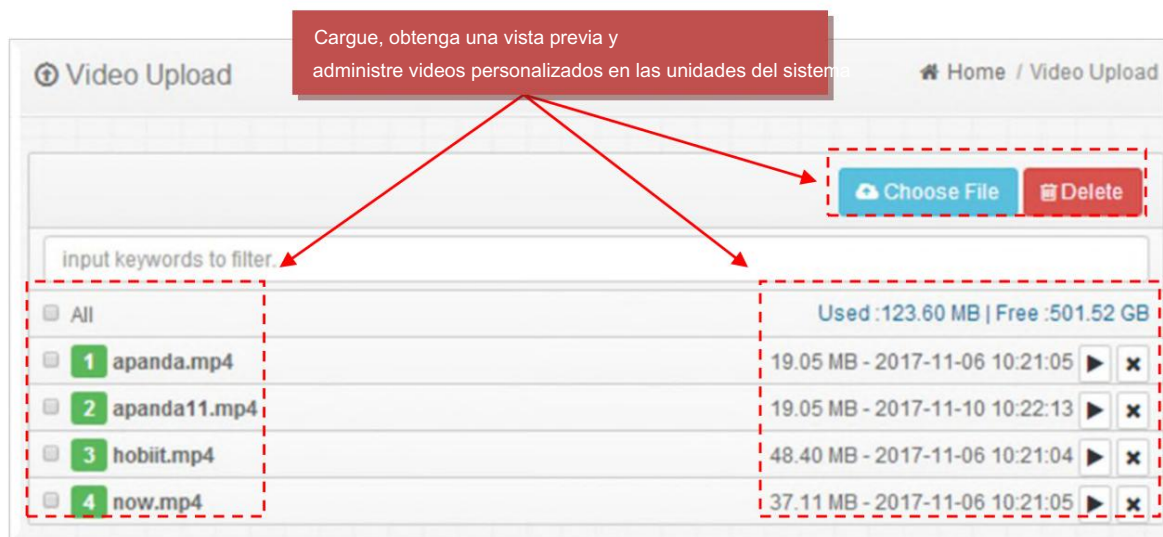 Cargue, obtenga una vista previa y
administre videos personalizados en las unidades del sistema
Video Upload
Home / Video Upload
Choose File
Delete
input keywords to filter.
All
Used :123.60 MB | Free :501.52 GB
1 apanda.mp4 19.05 MB - 2017-11-06 10:21:05
2 apanda11.mp4 19.05 MB - 2017-11-10 10:22:13
3 hobiit.mp4 48.40 MB - 2017-11-06 10:21:04
4 now.mp4 37.11 MB - 2017-11-06 10:21:05